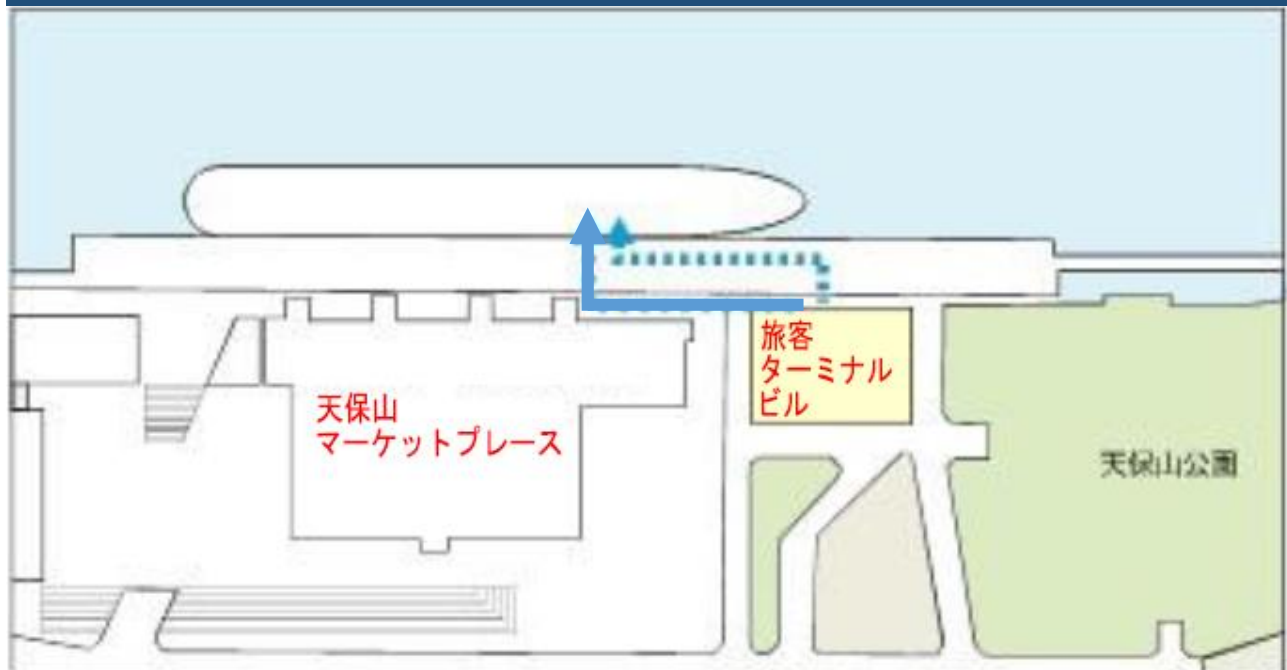 旅客
ターミナル
ビル
天保山
マーケットプレース
天保山公園